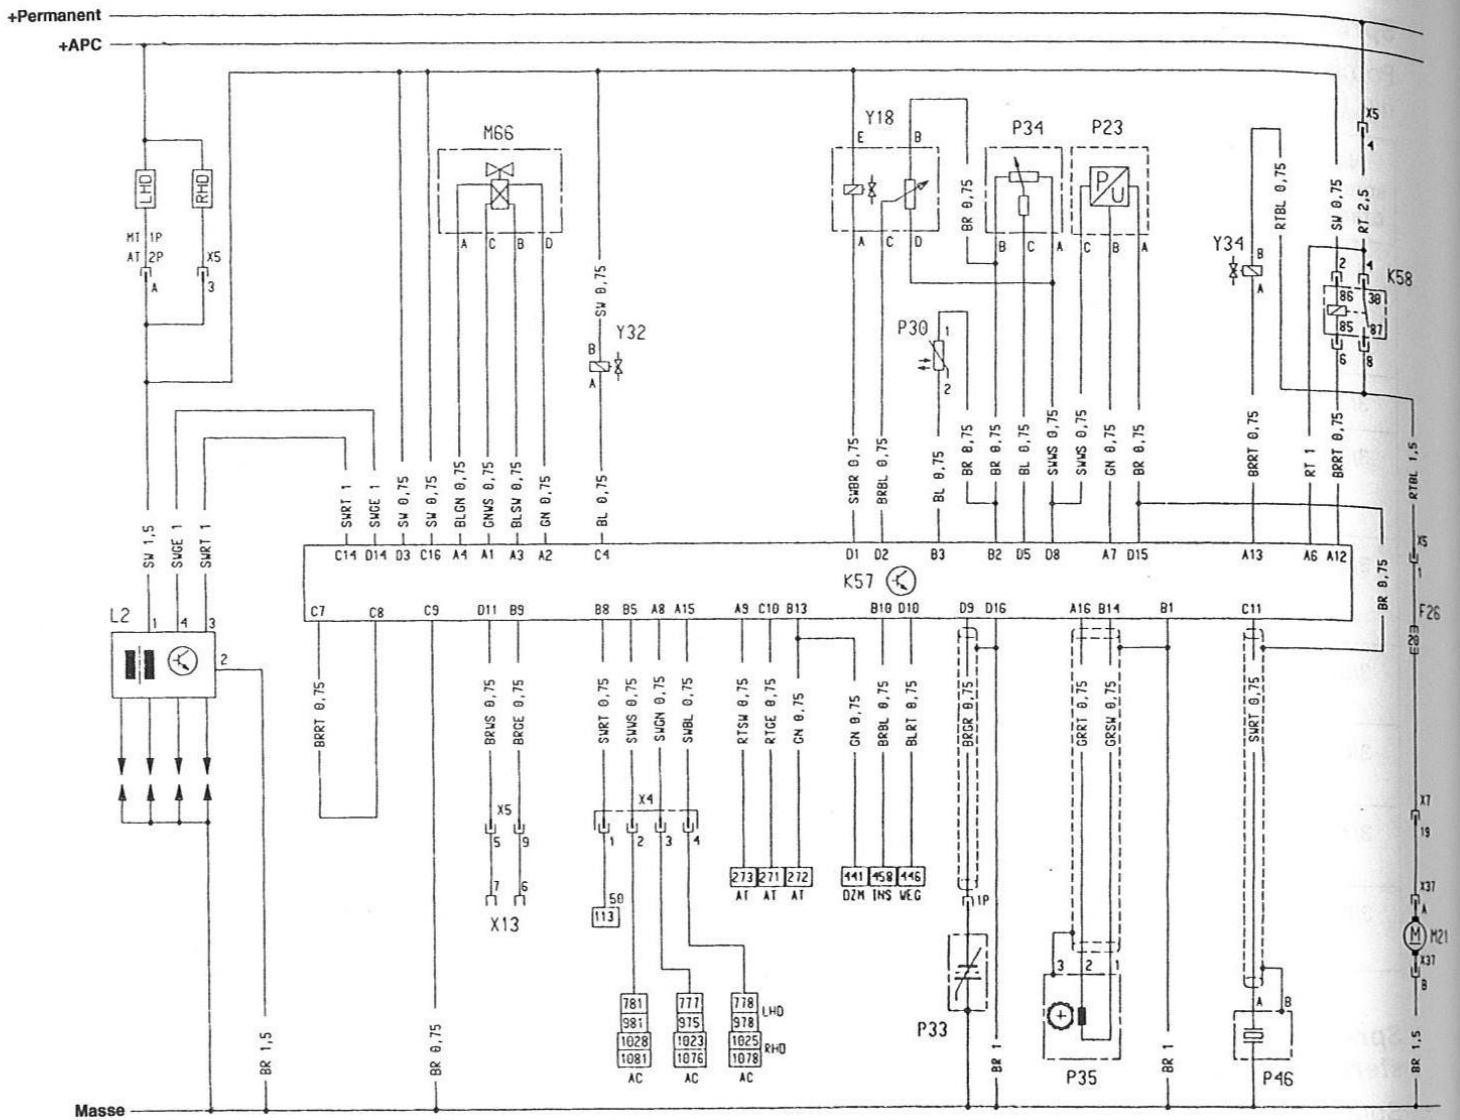 +Permanent
+APC
LHD
RHD
MT 1P
AT 2P
A
X5
3
M66
A C B D
Y32
B
A
SW 0,75
Y18
E B
A C D
P34
B C A
P23
P
U
C B A
BR 0,75
P30
1
2
Y34
B
A
RTBL 0,75
SW 0,75
RT 2,5
X5
4
K58
2 4
86 30
85 87
6 8
SW 1,5
SWGE 1
SWRT 1
SWRT 1
SWGE 1
SW 0,75
SW 0,75
BLGN 0,75
GNWS 0,75
BLSW 0,75
GN 0,75
BL 0,75
SWBR 0,75
BRBL 0,75
BL 0,75
BR 0,75
BR 0,75
BL 0,75
SWWS 0,75
SWWS 0,75
GN 0,75
BR 0,75
BRRT 0,75
RT 1
BRRT 0,75
RTBL 1,5
C14 D14 D3 C16 A4 A1 A3 A2 C4 D1 D2 B3 B2 D5 D8 A7 D15 A13 A6 A12
K57
C7 C8 C9 D11 B9 B8 B5 A8 A15 A9 C10 B13 B10 D10 D9 D16 A16 B14 B1 C11
BR 0,75
X5
1
F26
L2
1 4 3
2
BRRT 0,75
BRWS 0,75
BRGE 0,75
SWRT 0,75
SWWS 0,75
SWGN 0,75
SWBL 0,75
RTSW 0,75
RTGE 0,75
GN 0,75
GN 0,75
BRBL 0,75
BLRT 0,75
BRGR 0,75
GRRT 0,75
GRSW 0,75
SWRT 0,75
X5
5 9
7 6
X13
X4
1 2 3 4
50
113
273 271 272
AT AT AT
441 458 446
DZM INS WEG
1P
P33
3 2 1
P35
A B
P46
X7
19
X37
A
M
M21
X37
B
781 777 778
981 975 978
LHD
1028 1023 1025
1081 1076 1078
RHD
AC AC AC
BR 1,5
BR 0,75
BR 1
BR 1
BR 1,5
Masse